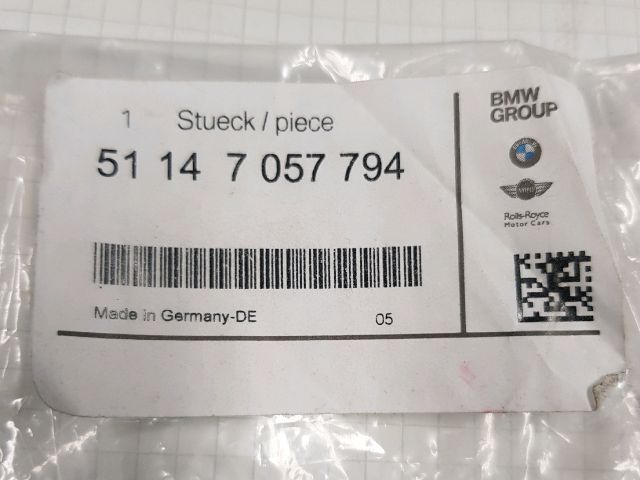 1 Stueck / piece
51 14 7 057 794
Made in Germany-DE 05
BMW
GROUP
MINI
Rolls-Royce
Motor Cars